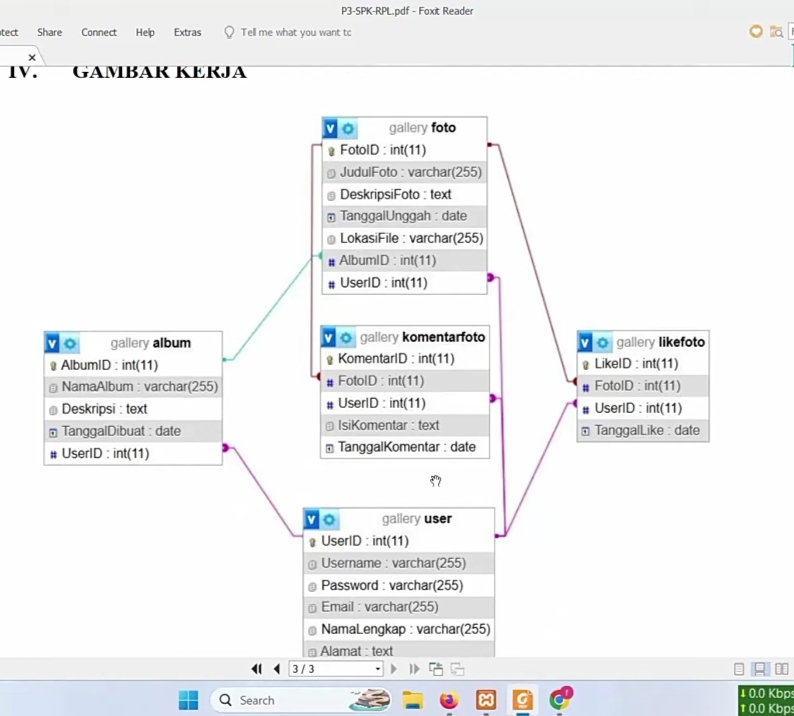 P3-SPK-RPL.pdf - Foxit Reader
Share Connect Help Extras Tell me what you want tc
IV. GAMBAR KERJA
gallery foto
FotoID : int(11)
JudulFoto : varchar(255)
DeskripsiFoto : text
TanggalUnggah : date
LokasiFile : varchar(255)
AlbumID : int(11)
UserID : int(11)
gallery album
AlbumID : int(11)
NamaAlbum : varchar(255)
Deskripsi : text
TanggalDibuat : date
UserID : int(11)
gallery komentarfoto
KomentarID : int(11)
FotoID : int(11)
UserID : int(11)
IsiKomentar : text
TanggalKomentar : date
gallery likefoto
LikeID : int(11)
FotoID : int(11)
UserID : int(11)
TanggalLike : date
gallery user
UserID : int(11)
Username : varchar(255)
Password : varchar(255)
Email : varchar(255)
NamaLengkap : varchar(255)
Alamat : text
3 / 3
Search
0.0 Kbps
0.0 Kbps